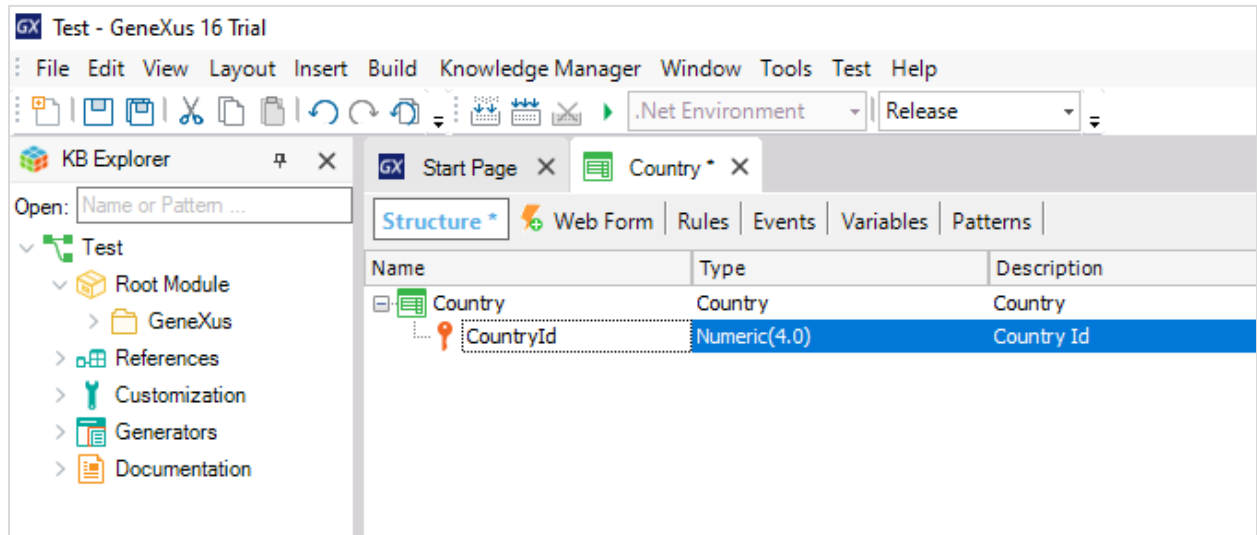 GX Test - GeneXus 16 Trial
File Edit View Layout Insert Build Knowledge Manager Window Tools Test Help
.Net Environment Release
KB Explorer
GX Start Page Country *
Open: Name or Pattern ...
Structure * Web Form Rules Events Variables Patterns
Test
Name Type Description
Root Module
Country Country Country
GeneXus
CountryId Numeric(4.0) Country Id
References
Customization
Generators
Documentation